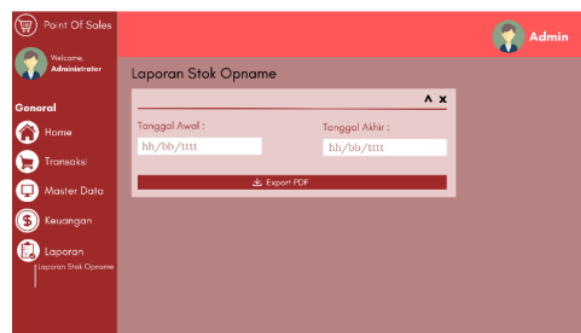 Point Of Sales
Admin
Welcome,
Administrator
Laporan Stok Opname
^ x
General
Tanggal Awal :
Tanggal Akhir :
Home
hh/bb/tttt
hh/bb/tttt
Transaksi
Export PDF
Master Data
Keuangan
Laporan
Laporan Stok Opname